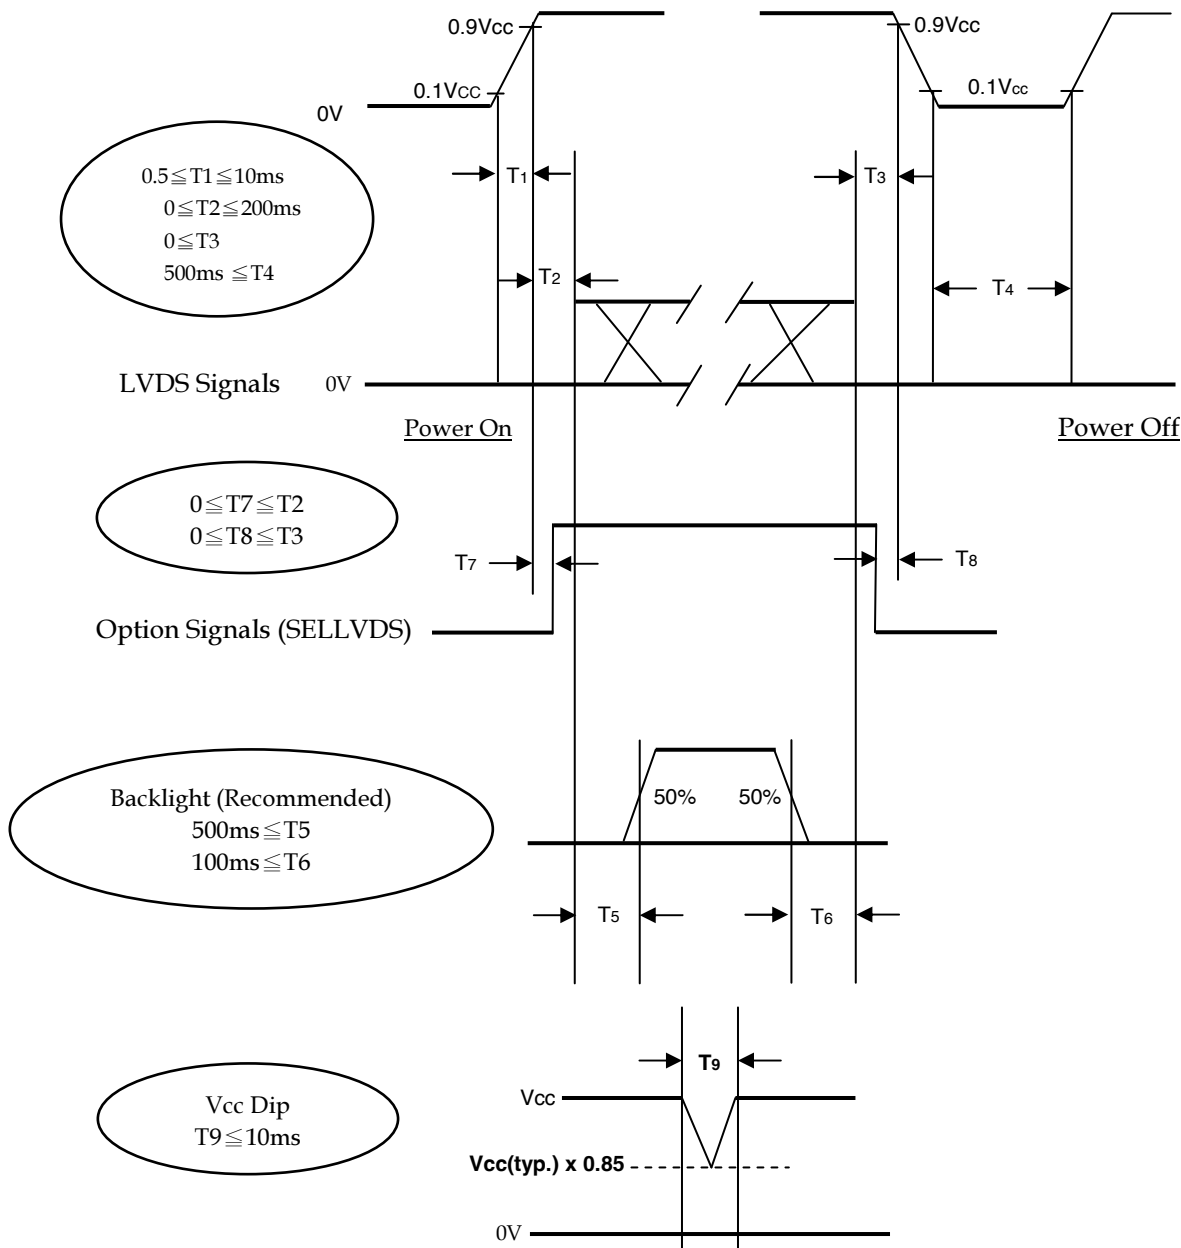 0.9Vcc
0.9Vcc
0.1VCC
0.1Vcc
0V
0.5≦T1≦10ms
0≦T2≦200ms
0≦T3
500ms ≦T4
T1
T3
T2
T4
LVDS Signals
0V
Power On
Power Off
0≦T7≦T2
0≦T8≦T3
T7
T8
Option Signals (SELLVDS)
Backlight (Recommended)
500ms≦T5
100ms≦T6
50%
50%
T5
T6
T9
Vcc Dip
T9≦10ms
Vcc
Vcc(typ.) x 0.85
0V